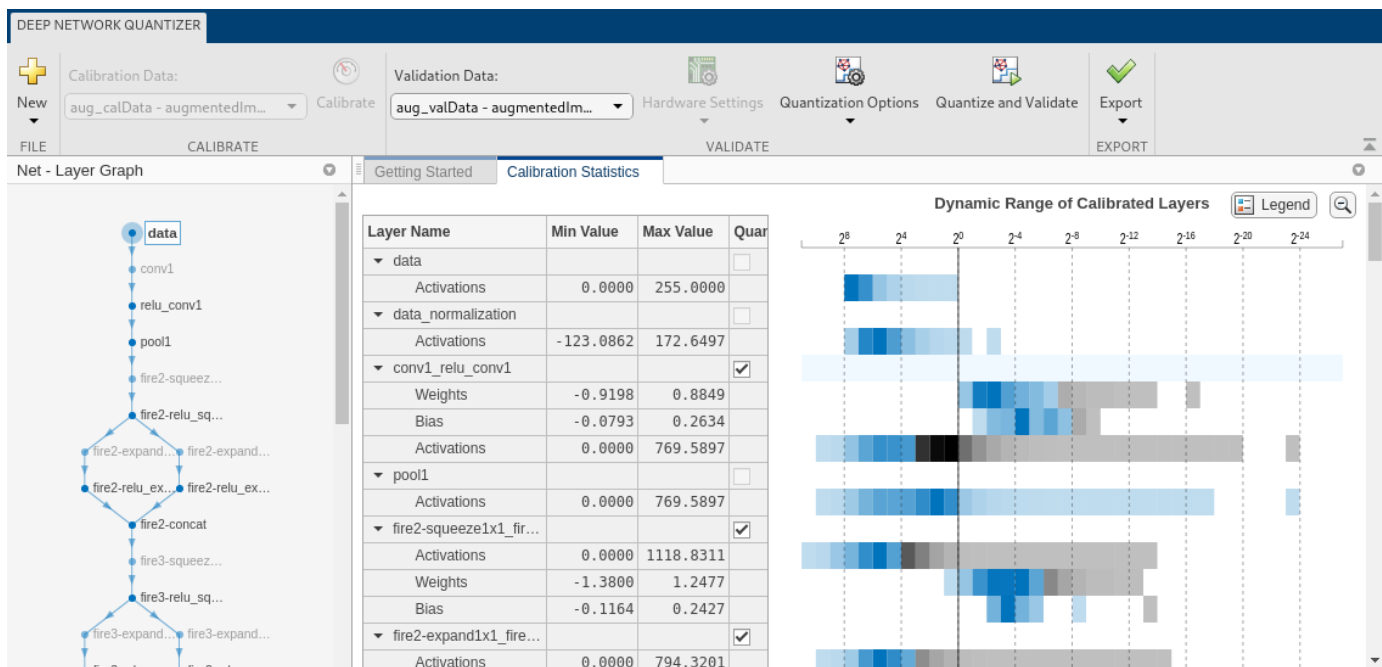 DEEP NETWORK QUANTIZER
New
Calibration Data:
aug_calData - augmentedIm...
Calibrate
Validation Data:
aug_valData - augmentedIm...
Hardware Settings
Quantization Options
Quantize and Validate
Export
FILE
CALIBRATE
VALIDATE
EXPORT
Net - Layer Graph
data
conv1
relu_conv1
pool1
fire2-squeez...
fire2-relu_sq...
fire2-expand... fire2-expand...
fire2-relu_ex... fire2-relu_ex...
fire2-concat
fire3-squeez...
fire3-relu_sq...
fire3-expand... fire3-expand...
Getting Started
Calibration Statistics
Dynamic Range of Calibrated Layers
Legend
2⁸ 2⁴ 2⁰ 2⁻⁴ 2⁻⁸ 2⁻¹² 2⁻¹⁶ 2⁻²⁰ 2⁻²⁴
Layer Name Min Value Max Value Quar
data
Activations 0.0000 255.0000
data_normalization
Activations -123.0862 172.6497
conv1_relu_conv1
Weights -0.9198 0.8849
Bias -0.0793 0.2634
Activations 0.0000 769.5897
pool1
Activations 0.0000 769.5897
fire2-squeeze1x1_fir...
Activations 0.0000 1118.8311
Weights -1.3800 1.2477
Bias -0.1164 0.2427
fire2-expand1x1_fire...
Activations 0.0000 794.3201